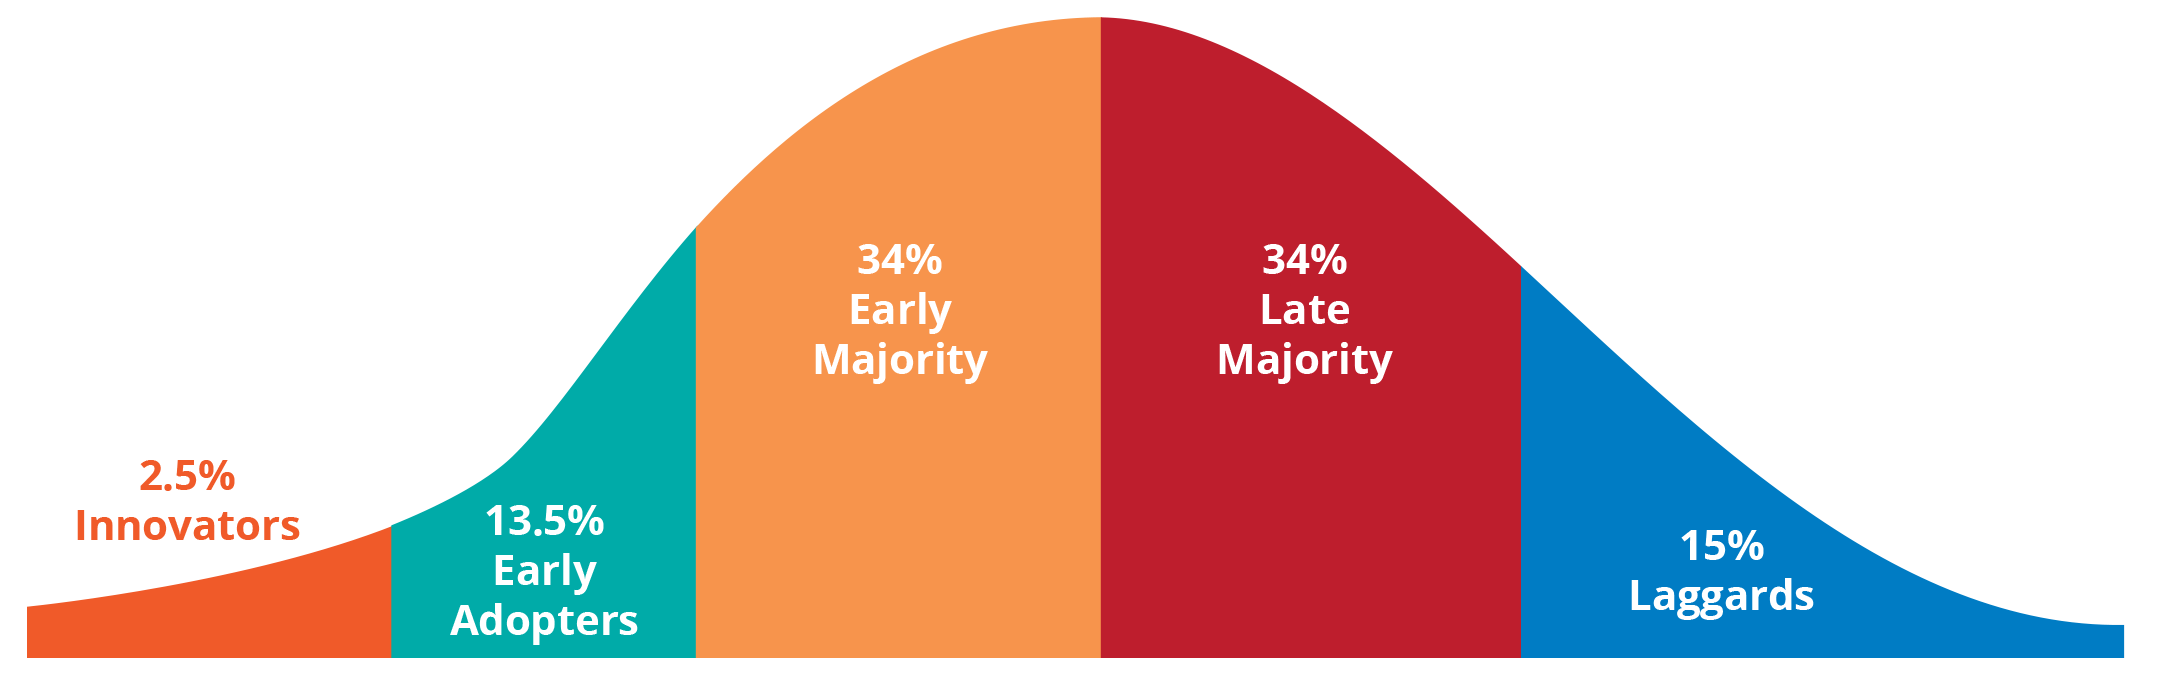 2.5%
Innovators
13.5%
Early
Adopters
34%
Early
Majority
34%
Late
Majority
15%
Laggards